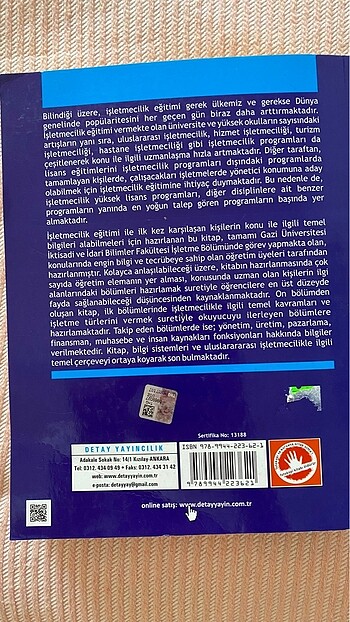 Bilindiği üzere, işletmecilik eğitimi gerek ülkemiz ve gerekse Dünya
genelinde popülaritesini her geçen gün biraz daha arttırmaktadır.
İşletmecilik eğitimi vermekte olan üniversite ve yüksek okulların sayısındaki
artışların yanı sıra, uluslararası işletmecilik, hizmet işletmeciliği, turizm
işletmeciliği, hastane işletmeciliği gibi işletmecilik programları da
çeşitlenerek konu ile ilgili uzmanlaşma hızla artmaktadır. Diğer taraftan,
lisans eğitimlerini işletmecilik programları dışındaki programlarda
tamamlayan kişilerde, çalışacakları işletmelerde yönetici konumuna aday
olabilmek için işletmecilik eğitimine ihtiyaç duymaktadır. Bu nedenle de,
işletmecilik yüksek lisans programları, diğer disiplinlere ait benzer
programların yanında en yoğun talep gören programların başında yer
almaktadır.
İşletmecilik eğitimi ile ilk kez karşılaşan kişilerin konu ile ilgili temel
bilgileri alabilmeleri için hazırlanan bu kitap, tamamı Gazi Üniversitesi
İktisadi ve İdari Bilimler Fakültesi İşletme Bölümünde görev yapmakta olan,
konularında engin bilgi ve tecrübeye sahip olan öğretim üyeleri tarafından
hazırlanmıştır. Kolayca anlaşılabileceği üzere, kitabın hazırlanmasında çok
sayıda öğretim elemanın yer alması, konusunda uzman olan kişilerin ilgi
alanlarındaki bölümleri hazırlamak suretiyle öğrencilere en üst düzeyde
fayda sağlanabileceği düşüncesinden kaynaklanmaktadır. On bölümden
oluşan kitap, ilk bölümlerinde işletmecilikle ilgili temel kavramları ve
işletme türlerini vermek suretiyle okuyucuyu ilerleyen bölümlere
hazırlamaktadır. Takip eden bölümlerde ise; yönetim, üretim, pazarlama,
finansman, muhasebe ve insan kaynakları fonksiyonları hakkında bilgiler
verilmektedir. Kitap, bilgi sistemleri ve uluslararası işletmecilikle ilgili
temel çerçeveyi ortaya koyarak son bulmaktadır.
Sertifika No: 13188
DETAY YAYINCILIK
Adakale Sokak No: 14/1 Kızılay-ANKARA
Tel: 0312. 434 09 49 • Faks: 0312. 434 31 42
web: www.detayyayin.com.tr
e-posta: detayyay@gmail.com
ISBN 978-9944-223-62-1
9789944223621
online satış: www.detayyayin.com.tr